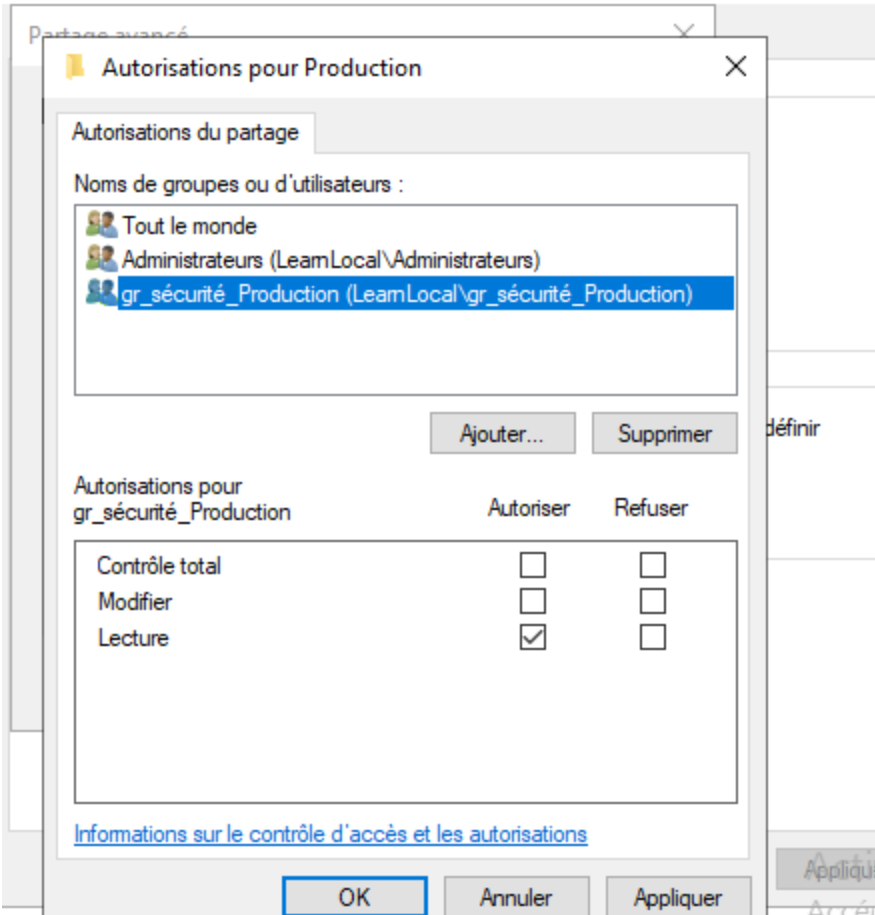 Partage avancé
Autorisations pour Production
Autorisations du partage
Noms de groupes ou d'utilisateurs :
Tout le monde
Administrateurs (LearnLocal\Administrateurs)
gr_sécurité_Production (LearnLocal\gr_sécurité_Production)
Ajouter... Supprimer
définir
Autorisations pour
gr_sécurité_Production Autoriser Refuser
Contrôle total
Modifier
Lecture
Informations sur le contrôle d'accès et les autorisations
OK Annuler Appliquer